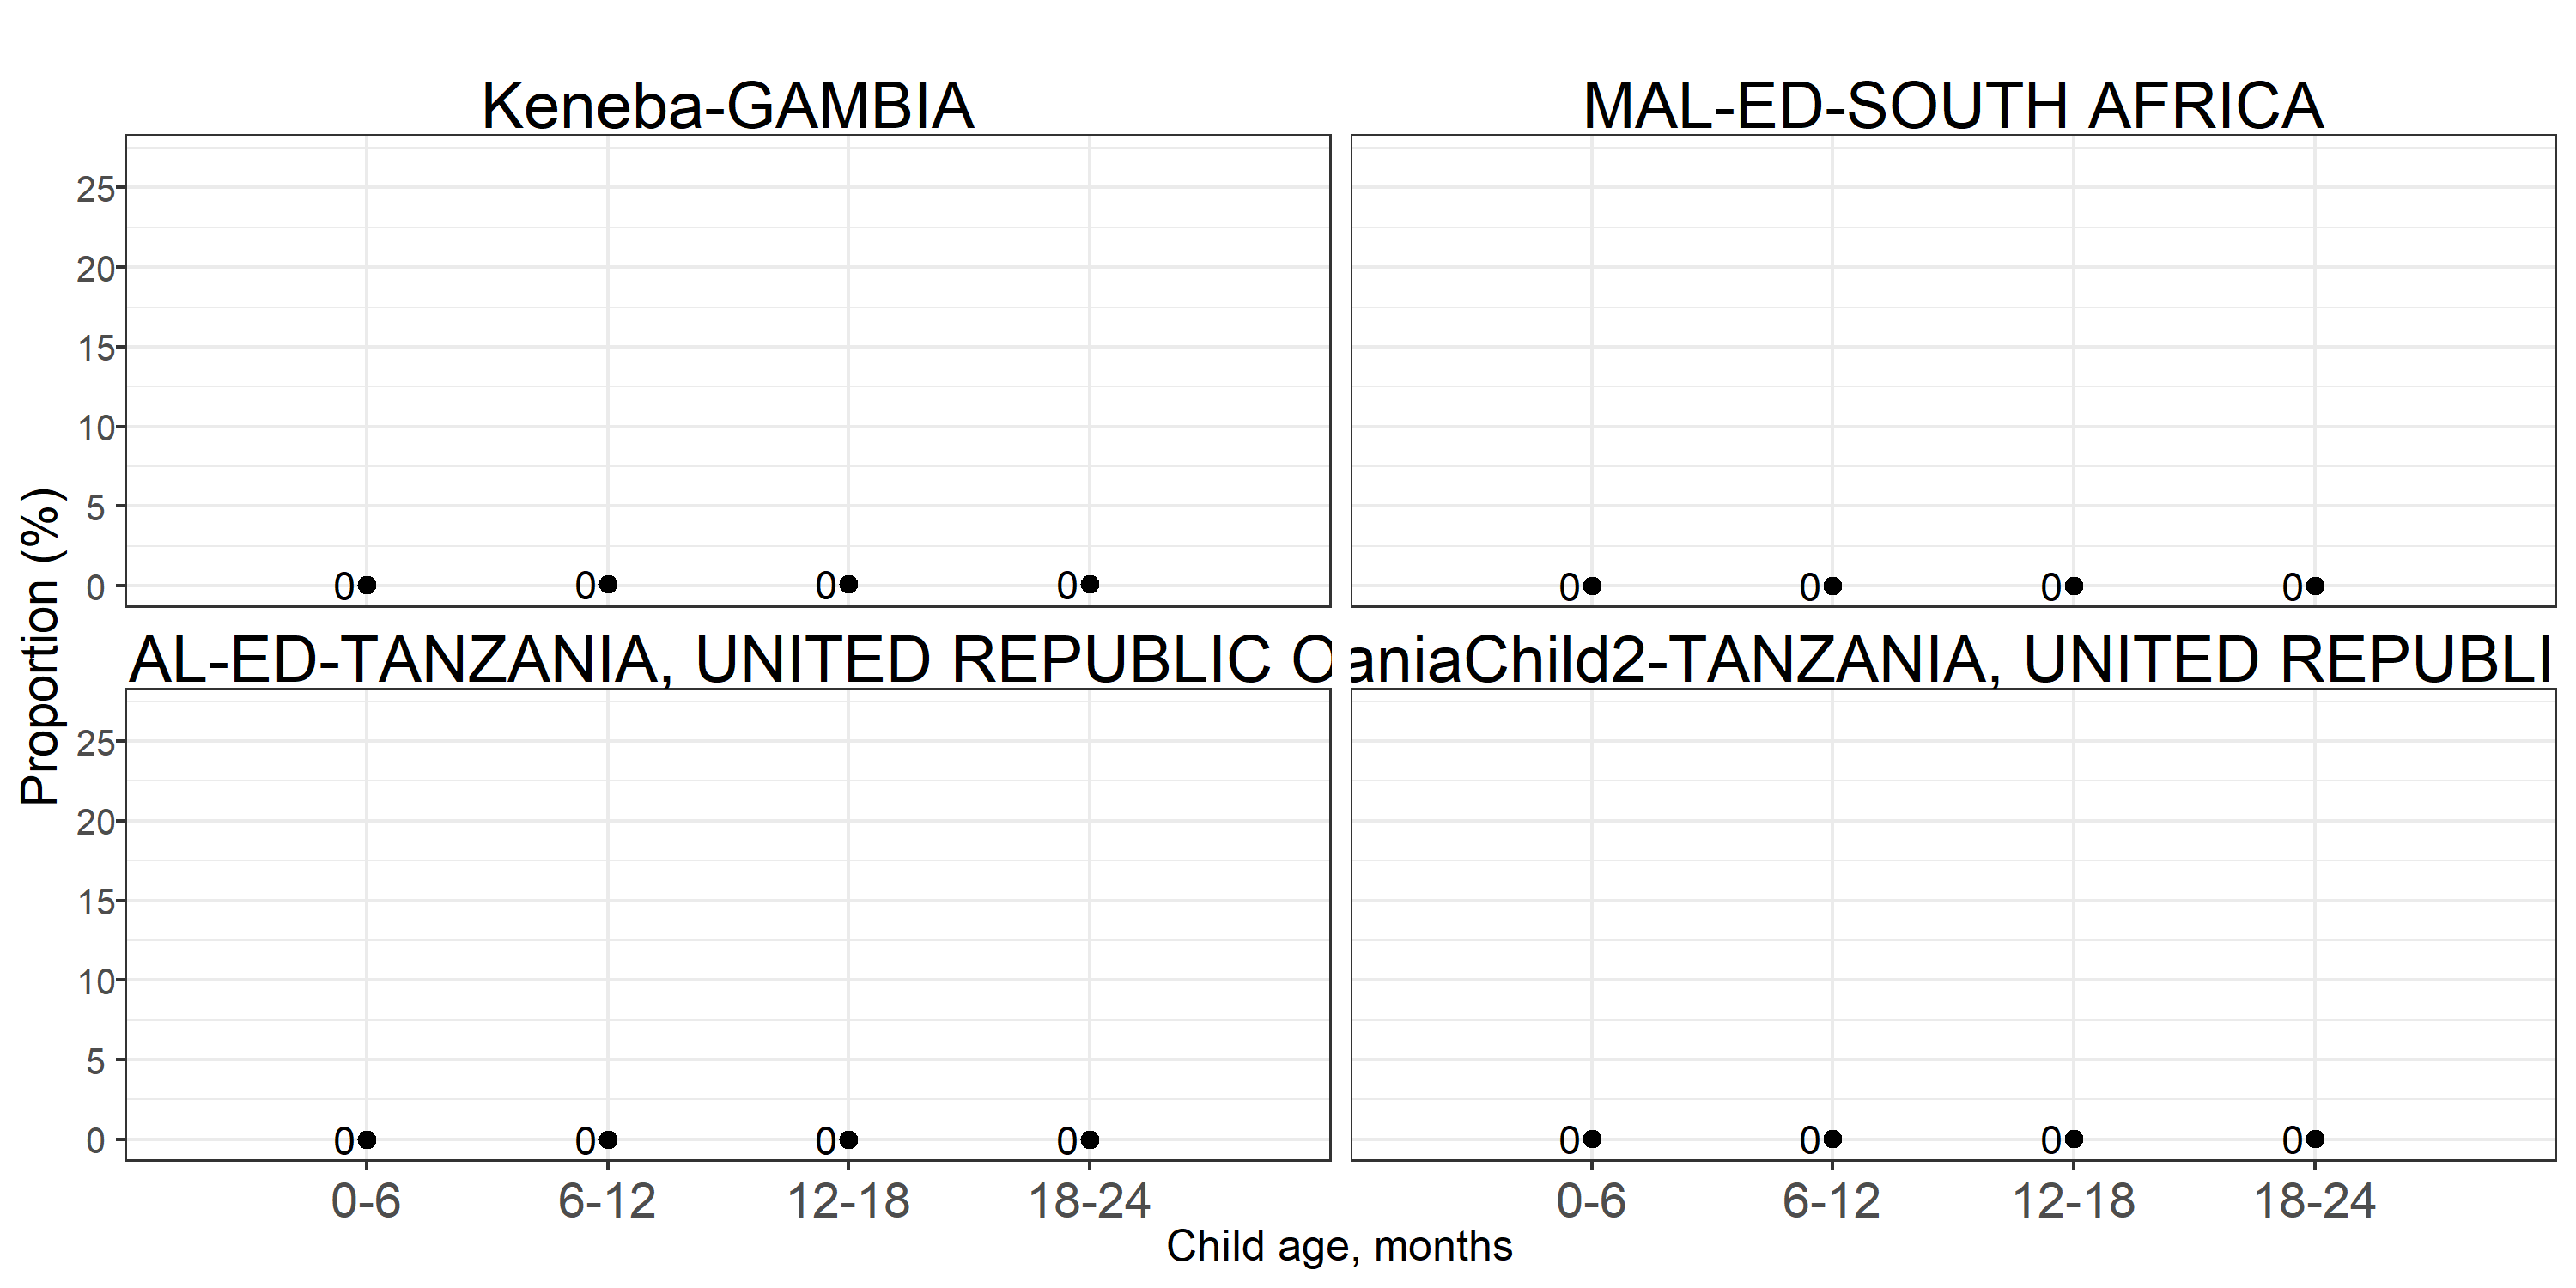 Keneba-GAMBIA
MAL-ED-SOUTH AFRICA
25
20
15
10
5
0
0 0 0 0
0 0 0 0
AL-ED-TANZANIA, UNITED REPUBLIC O
aniaChild2-TANZANIA, UNITED REPUBLI
25
20
15
10
5
0
0 0 0 0
0 0 0 0
0-6 6-12 12-18 18-24
0-6 6-12 12-18 18-24
Child age, months
Proportion (%)